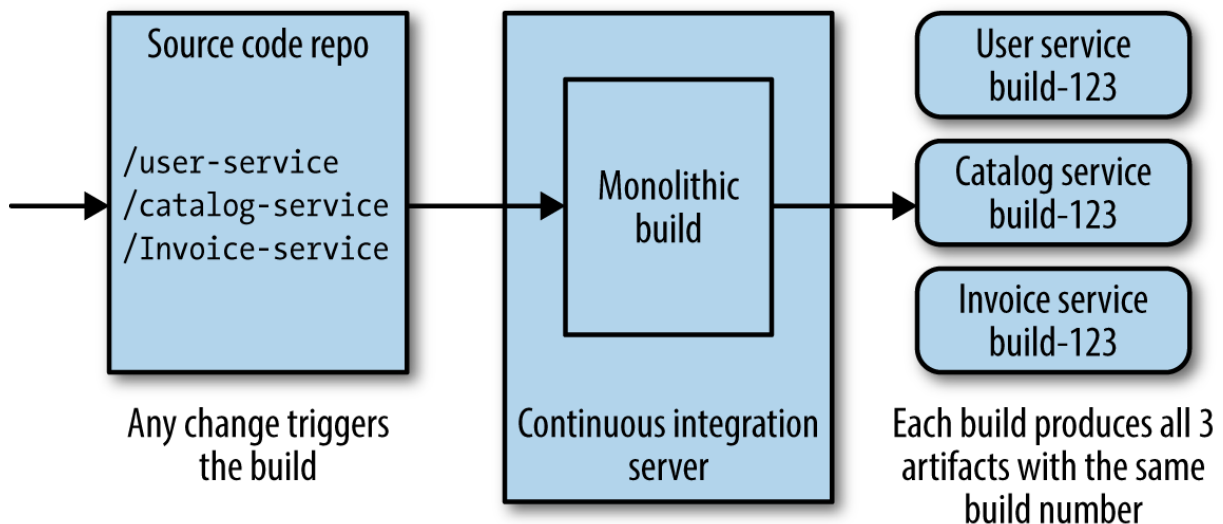 Source code repo
/user-service
/catalog-service
/Invoice-service
Any change triggers
the build
Monolithic
build
Continuous integration
server
User service
build-123
Catalog service
build-123
Invoice service
build-123
Each build produces all 3
artifacts with the same
build number